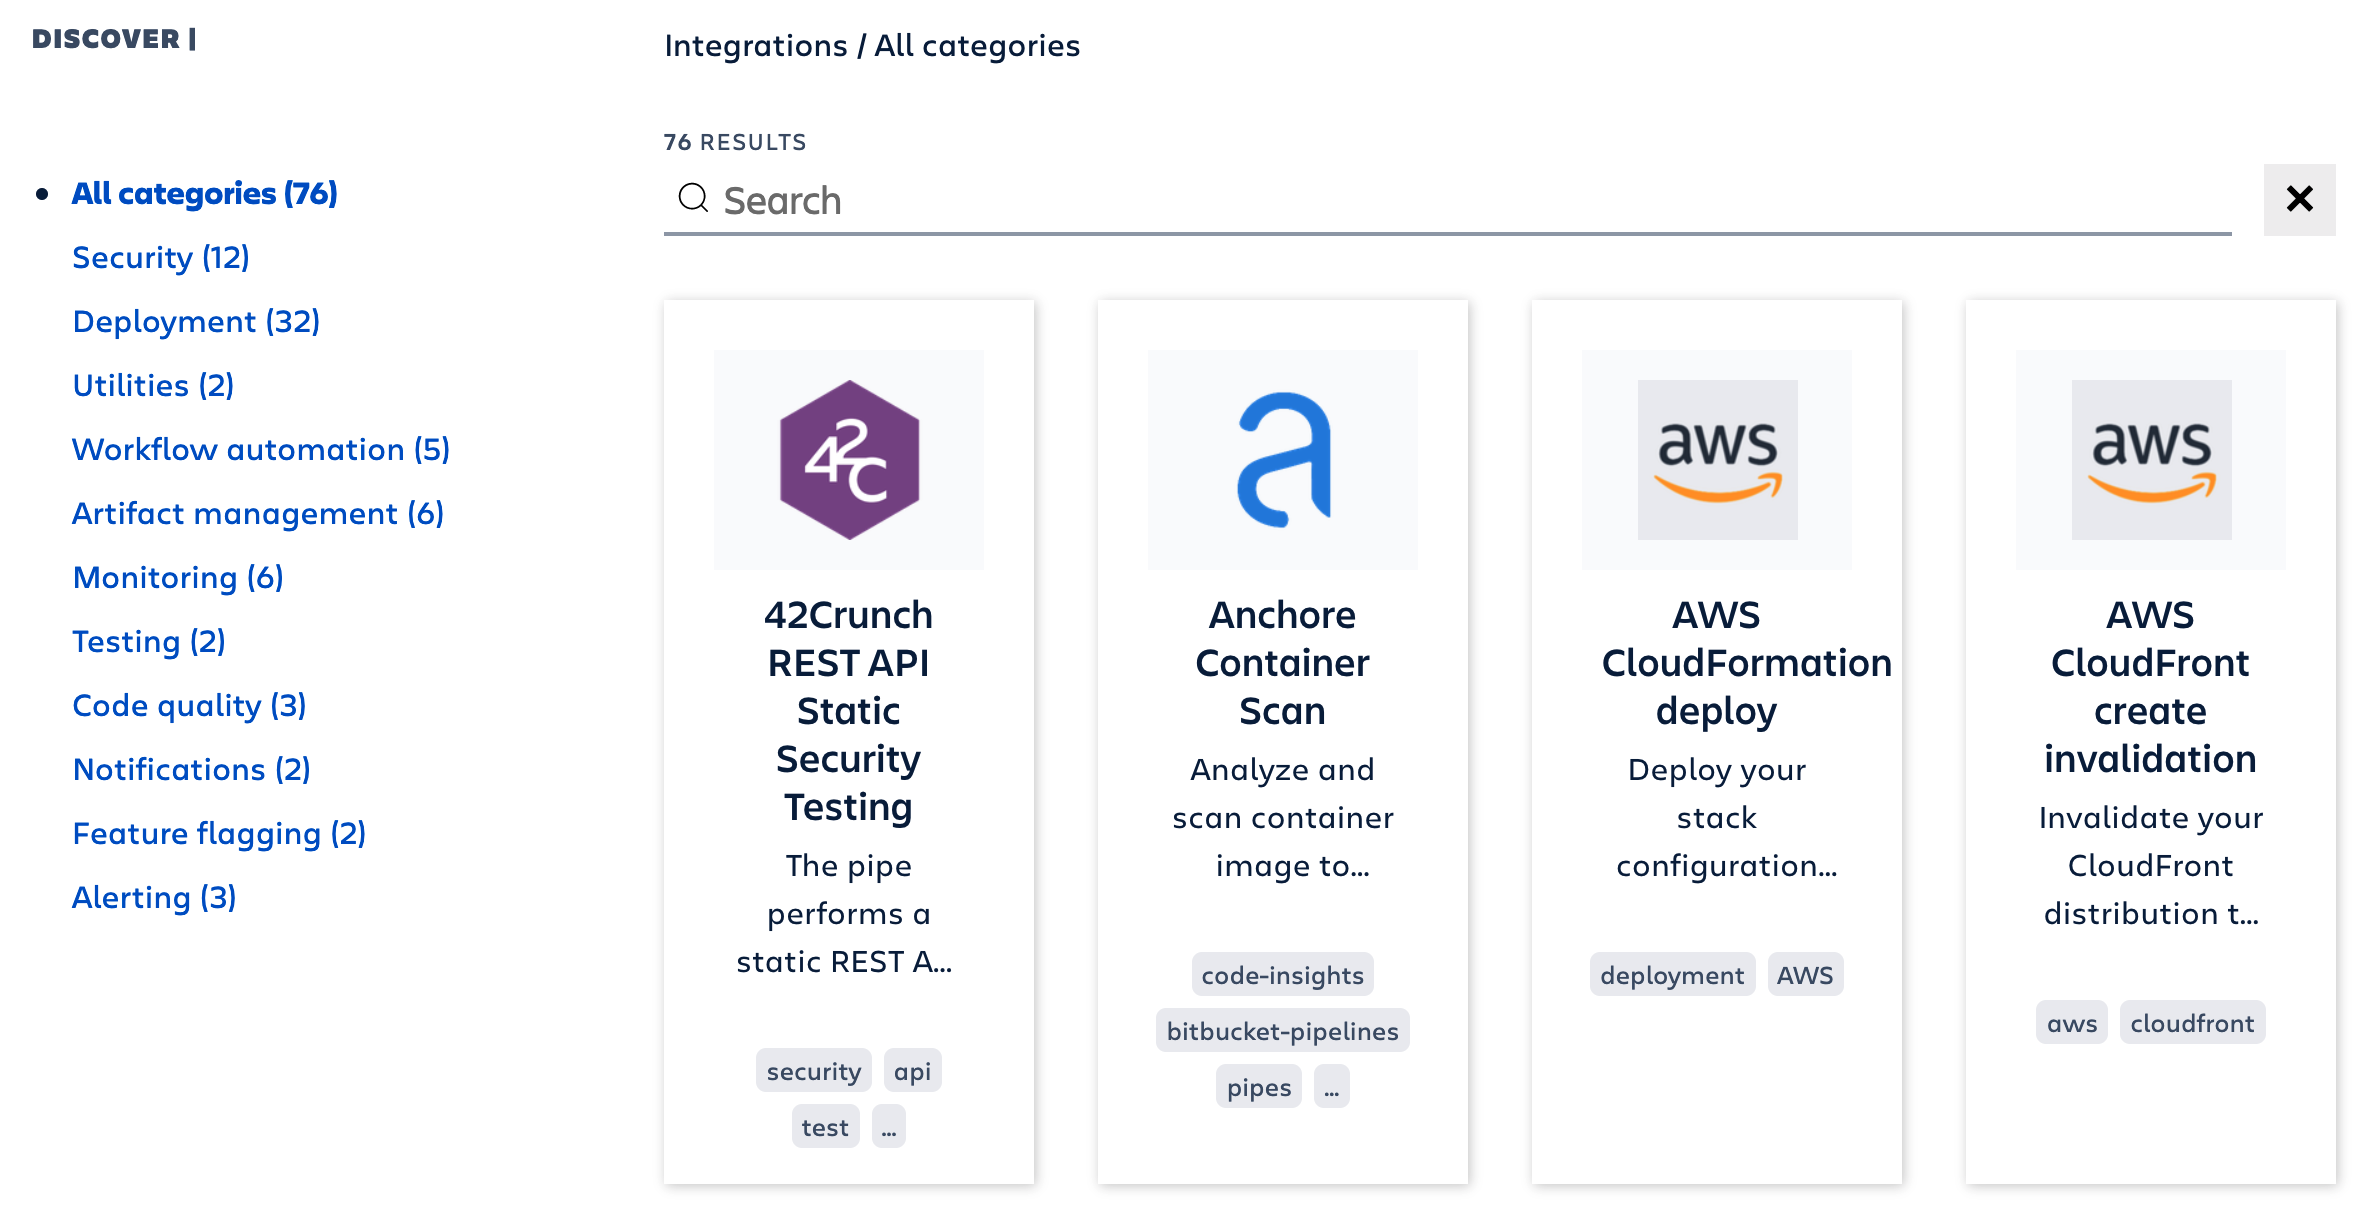 DISCOVER |
All categories (76)
Security (12)
Deployment (32)
Utilities (2)
Workflow automation (5)
Artifact management (6)
Monitoring (6)
Testing (2)
Code quality (3)
Notifications (2)
Feature flagging (2)
Alerting (3)
Integrations / All categories
76 RESULTS
Search
42C
42Crunch
REST API
Static
Security
Testing
The pipe
performs a
static REST A...
security api
test ...
a
Anchore
Container
Scan
Analyze and
scan container
image to...
code-insights
bitbucket-pipelines
pipes ...
aws
AWS
CloudFormation
deploy
Deploy your
stack
configuration...
deployment AWS
aws
AWS
CloudFront
create
invalidation
Invalidate your
CloudFront
distribution t...
aws cloudfront